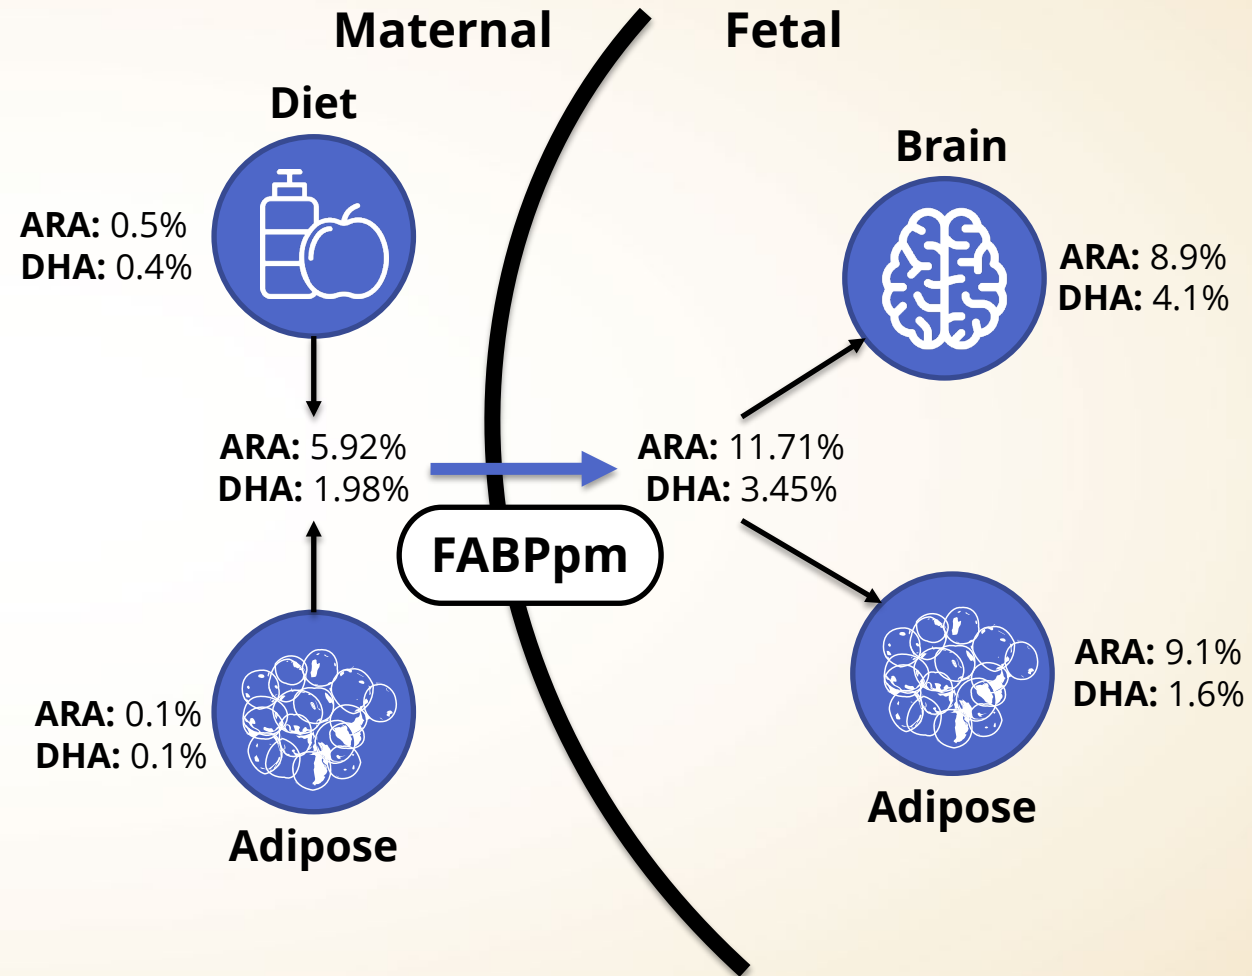 Maternal
Fetal
Diet
ARA: 0.5%
DHA: 0.4%
ARA: 5.92%
DHA: 1.98%
ARA: 0.1%
DHA: 0.1%
Adipose
FABPpm
Brain
ARA: 8.9%
DHA: 4.1%
ARA: 11.71%
DHA: 3.45%
ARA: 9.1%
DHA: 1.6%
Adipose